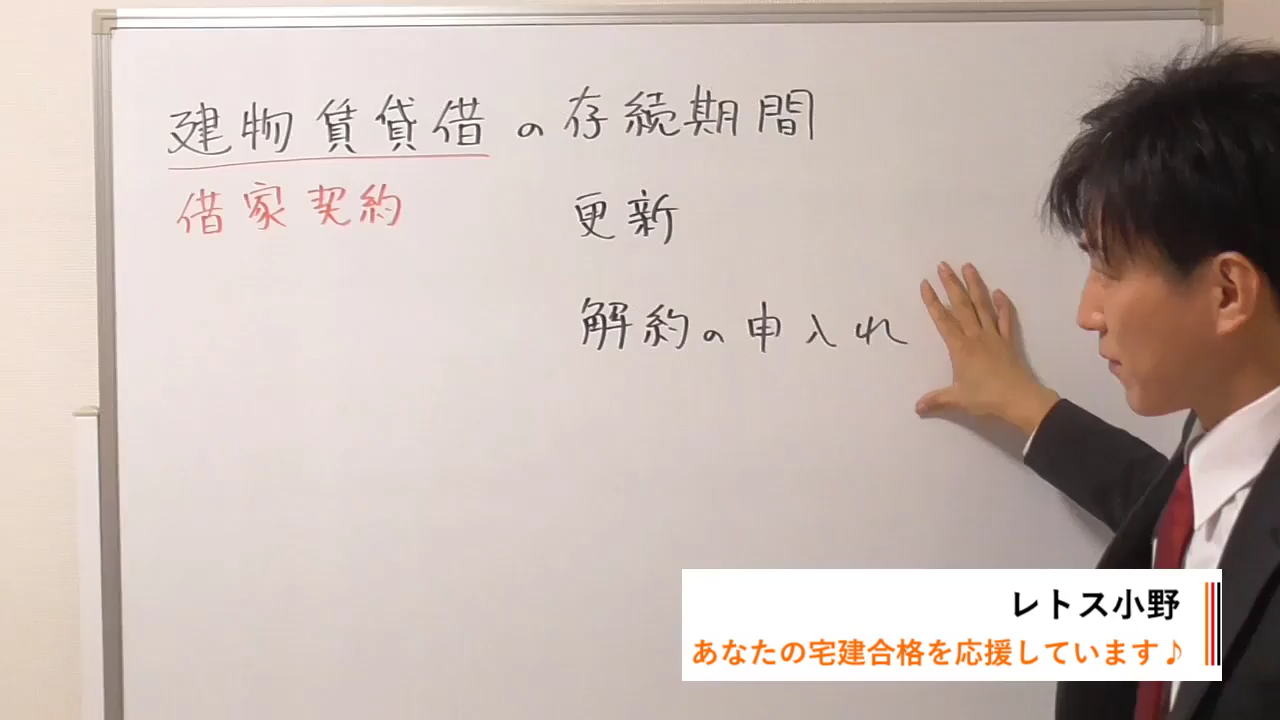 建物賃貸借の存続期間
借家契約
更新
解約の申入れ
レトス小野
あなたの宅建合格を応援しています♪